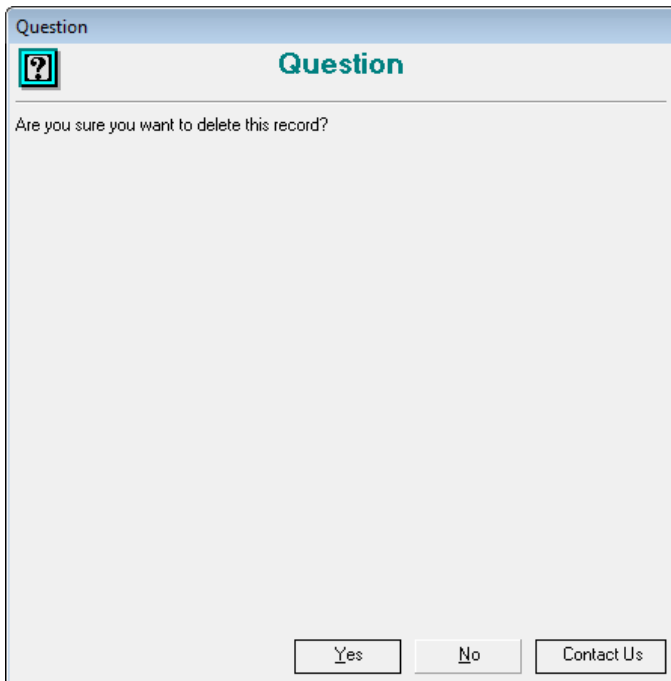 Question
Question
Are you sure you want to delete this record?
Yes No Contact Us